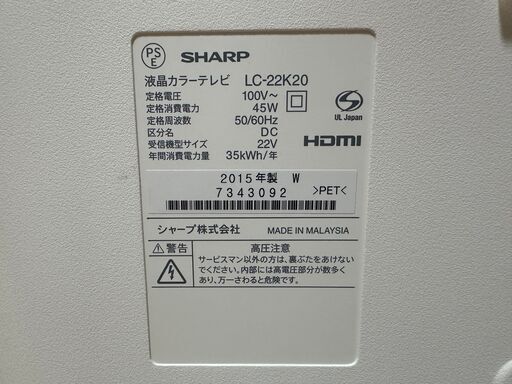 PS
E
SHARP
液晶カラーテレビ LC-22K20
定格電圧 100V～
定格消費電力 45W
定格周波数 50/60Hz
区分名 DC
受信機型サイズ 22V
年間消費電力量 35kWh/年
UL Japan
HDMI
2015年製 W
7343092
>PET<
シャープ株式会社 MADE IN MALAYSIA
警告
高圧注意
サービスマン以外の方は、裏ぶたをあけない
でください。内部には高電圧部分が数多く
あり、万一さわると危険です。